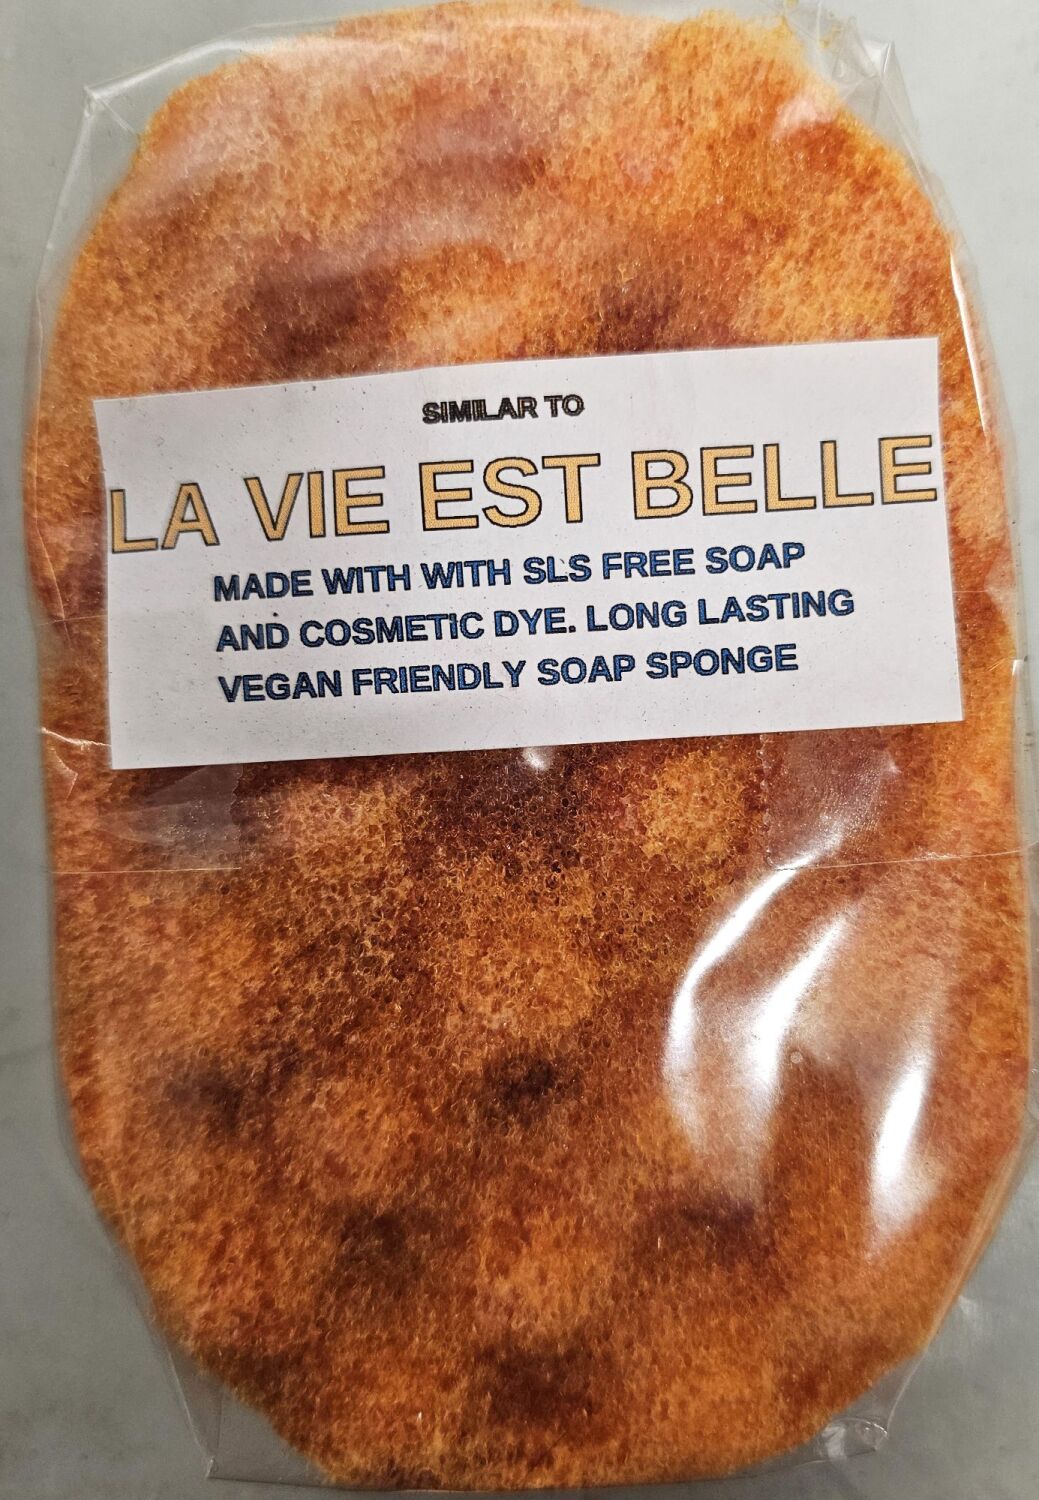 SIMILAR TO
LA VIE EST BELLE
MADE WITH WITH SLS FREE SOAP
AND COSMETIC DYE. LONG LASTING
VEGAN FRIENDLY SOAP SPONGE